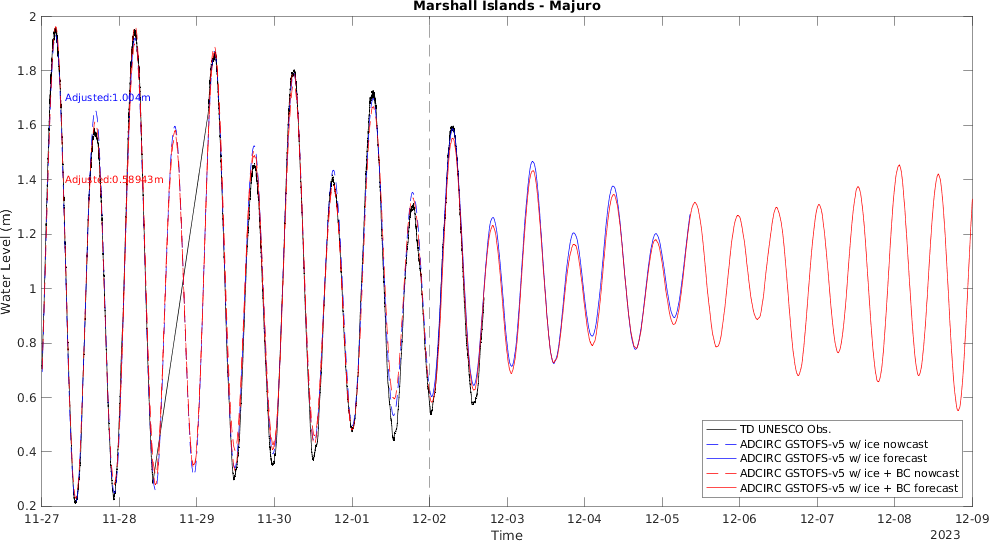 Marshall Islands - Majuro
Water Level (m)
2
1.8
1.6
1.4
1.2
1
0.8
0.6
0.4
0.2
Adjusted:1.004m
Adjusted:0.58943m
TD UNESCO Obs.
ADCIRC GSTOFS-v5 w/ ice nowcast
ADCIRC GSTOFS-v5 w/ ice forecast
ADCIRC GSTOFS-v5 w/ ice + BC nowcast
ADCIRC GSTOFS-v5 w/ ice + BC forecast
11-27 11-28 11-29 11-30 12-01 12-02 12-03 12-04 12-05 12-06 12-07 12-08 12-09
Time
2023